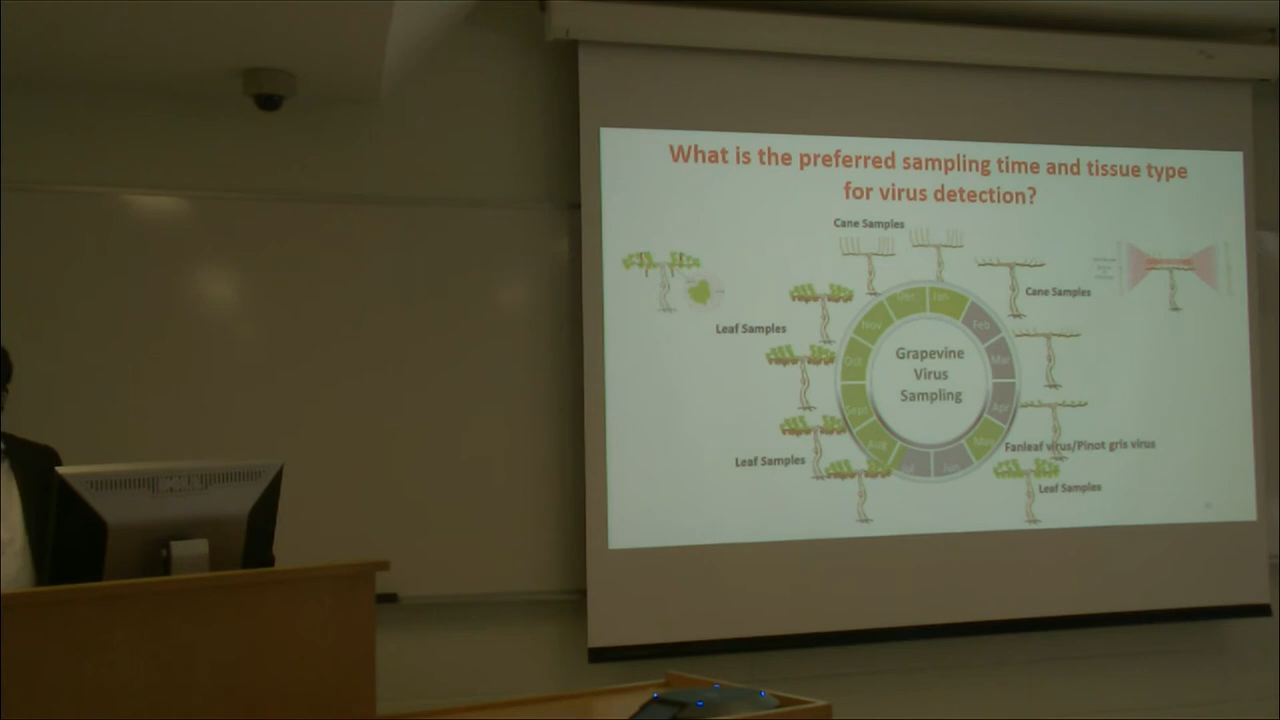 What is the preferred sampling time and tissue type
for virus detection?
Cane Samples
Cane Samples
Leaf Samples
Dec
Jan
Nov
Feb
Oct
Mar
Grapevine
Virus
Sampling
Sept
Apr
Aug
May
Fanleaf virus/Pinot gris virus
Leaf Samples
Leaf Samples